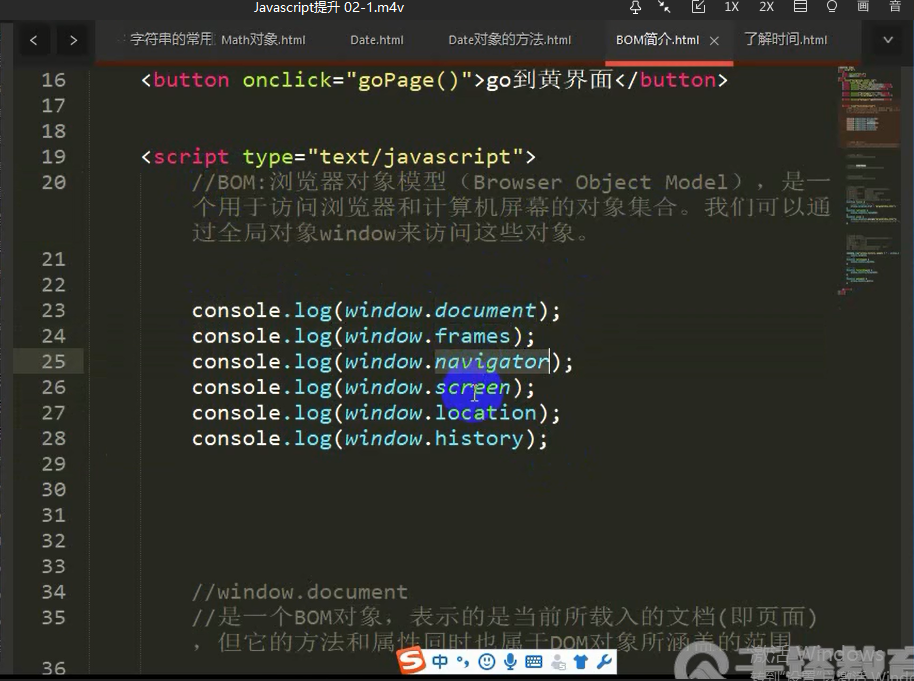 Javascript提升 02-1.m4v
1X 2X 画 音
字符串的常用 Math对象.html Date.html Date对象的方法.html BOM简介.html 了解时间.html
16 <button onclick="goPage()">go到黄界面</button>
17
18
19 <script type="text/javascript">
20 //BOM:浏览器对象模型（Browser Object Model），是一
个用于访问浏览器和计算机屏幕的对象集合。我们可以通
过全局对象window来访问这些对象。
21
22
23 console.log(window.document);
24 console.log(window.frames);
25 console.log(window.navigator);
26 console.log(window.screen);
27 console.log(window.location);
28 console.log(window.history);
29
30
31
32
33
34 //window.document
35 //是一个BOM对象，表示的是当前所载入的文档(即页面)
，但它的方法和属性同时也属于DOM对象所涵盖的范围
36
S 中
激活 Windows